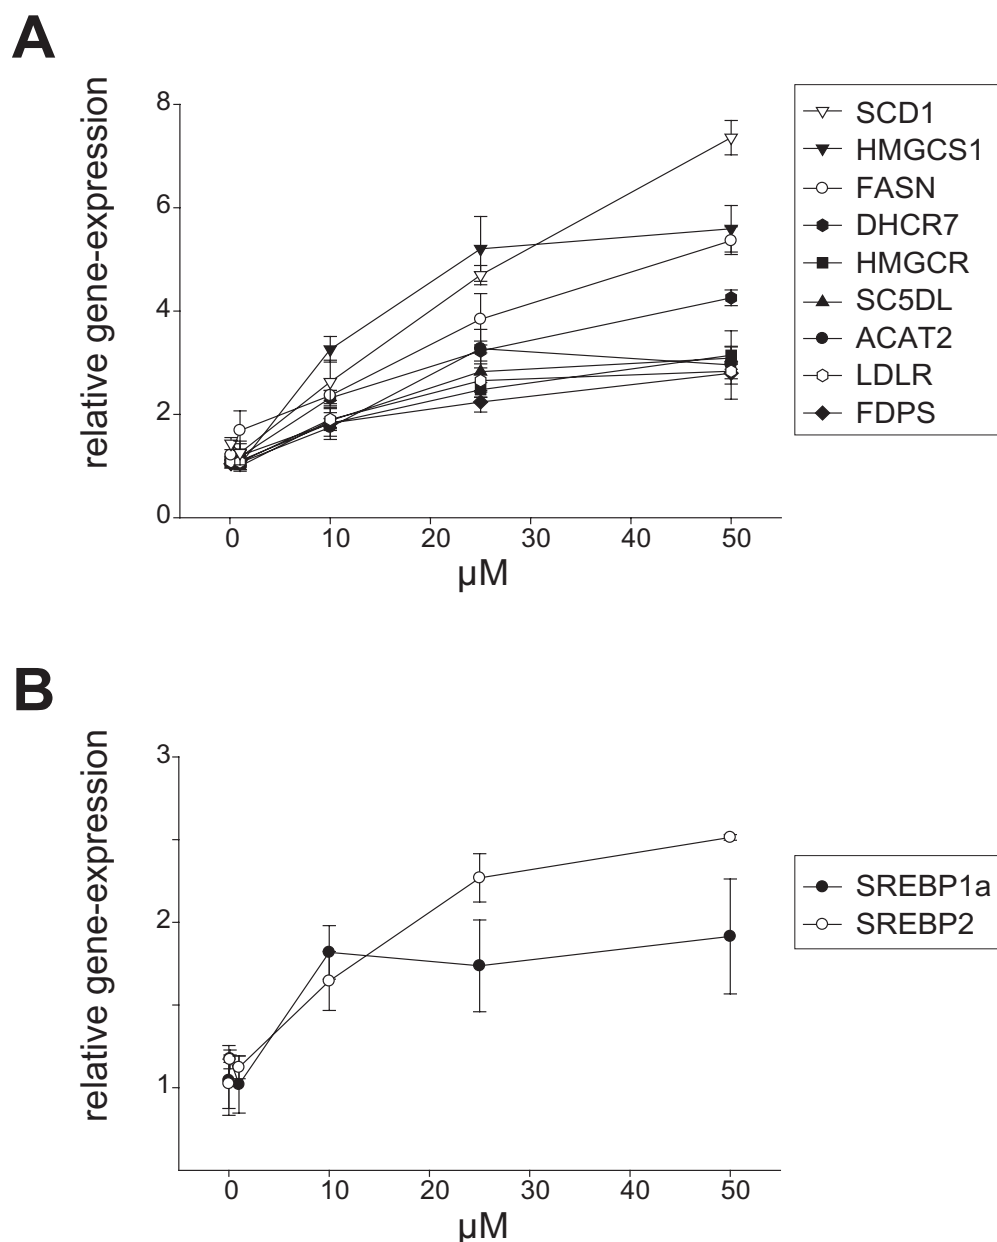 A
relative gene-expression
8
6
4
2
0
0 10 20 30 40 50
µM
SCD1
HMGCS1
FASN
DHCR7
HMGCR
SC5DL
ACAT2
LDLR
FDPS
B
relative gene-expression
3
2
1
0 10 20 30 40 50
µM
SREBP1a
SREBP2